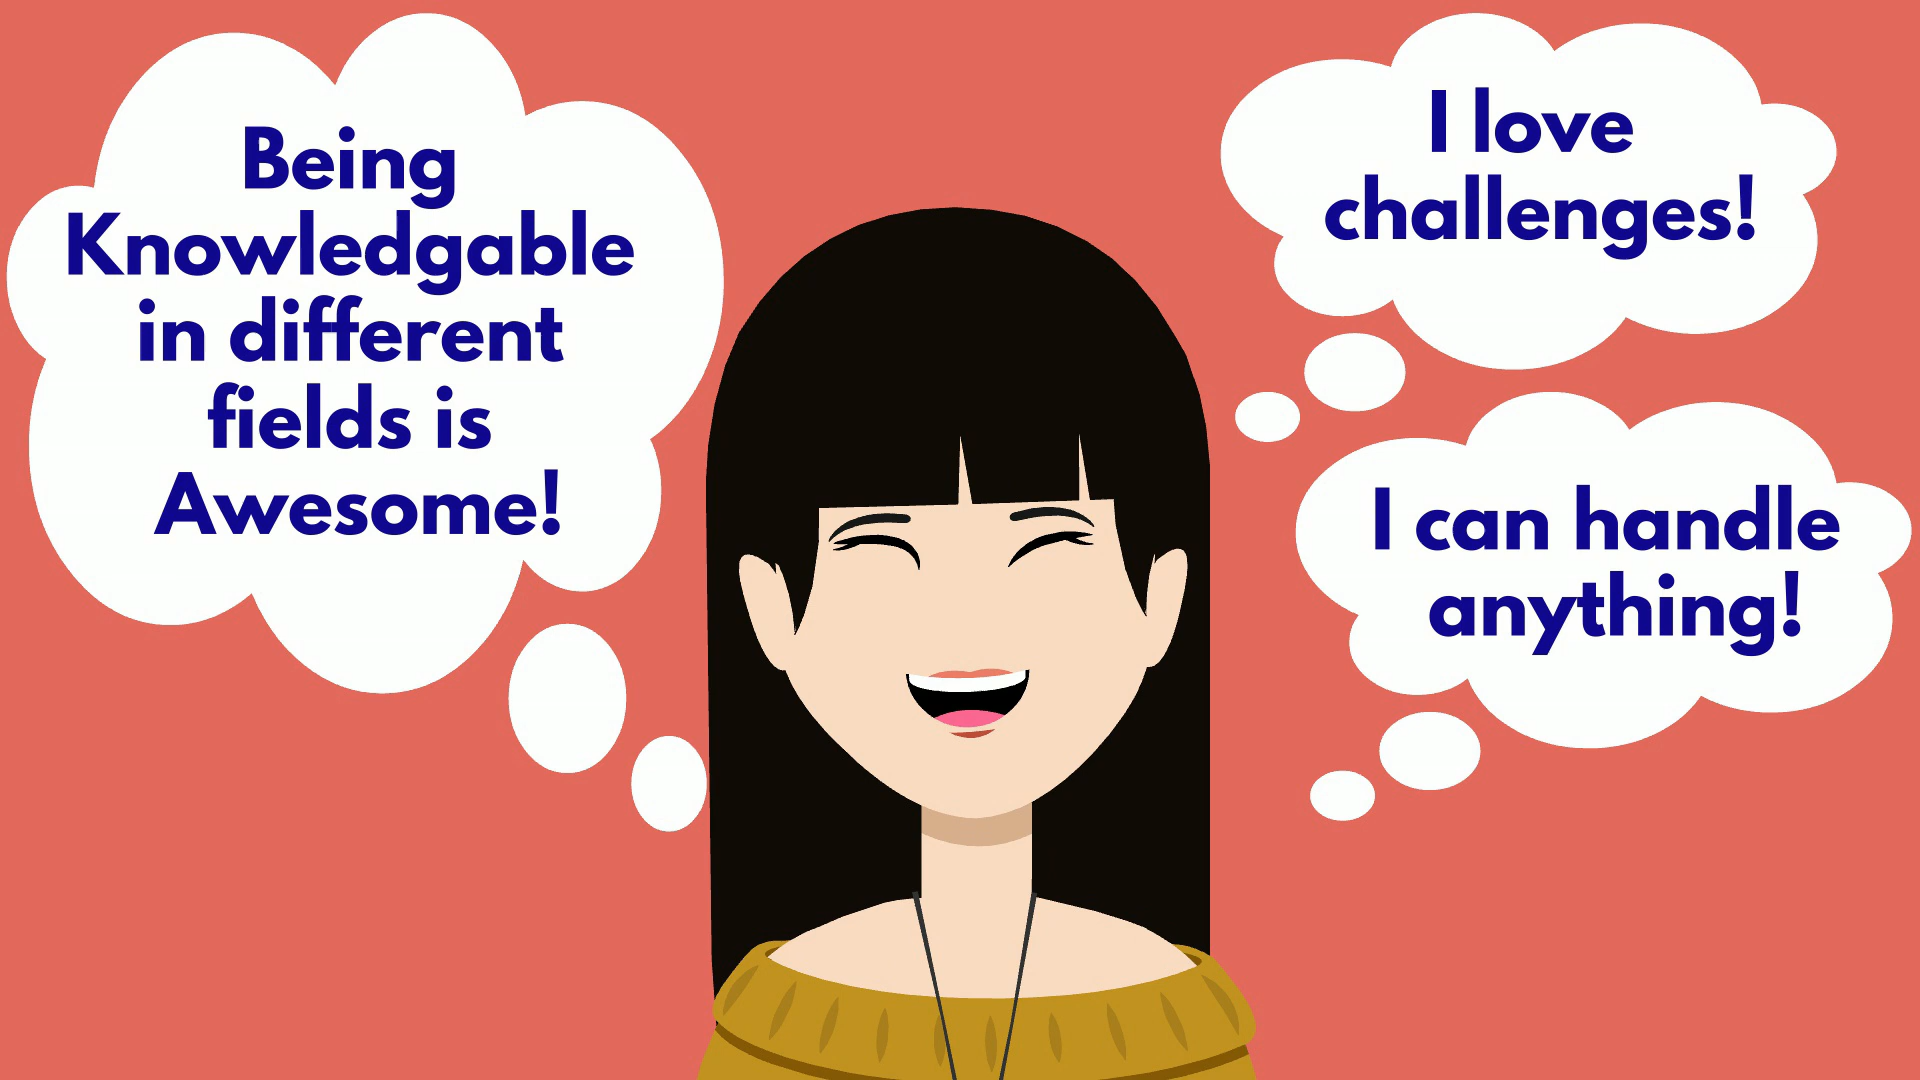 Being
Knowledgable
in different
fields is
Awesome!
I love
challenges!
I can handle
anything!